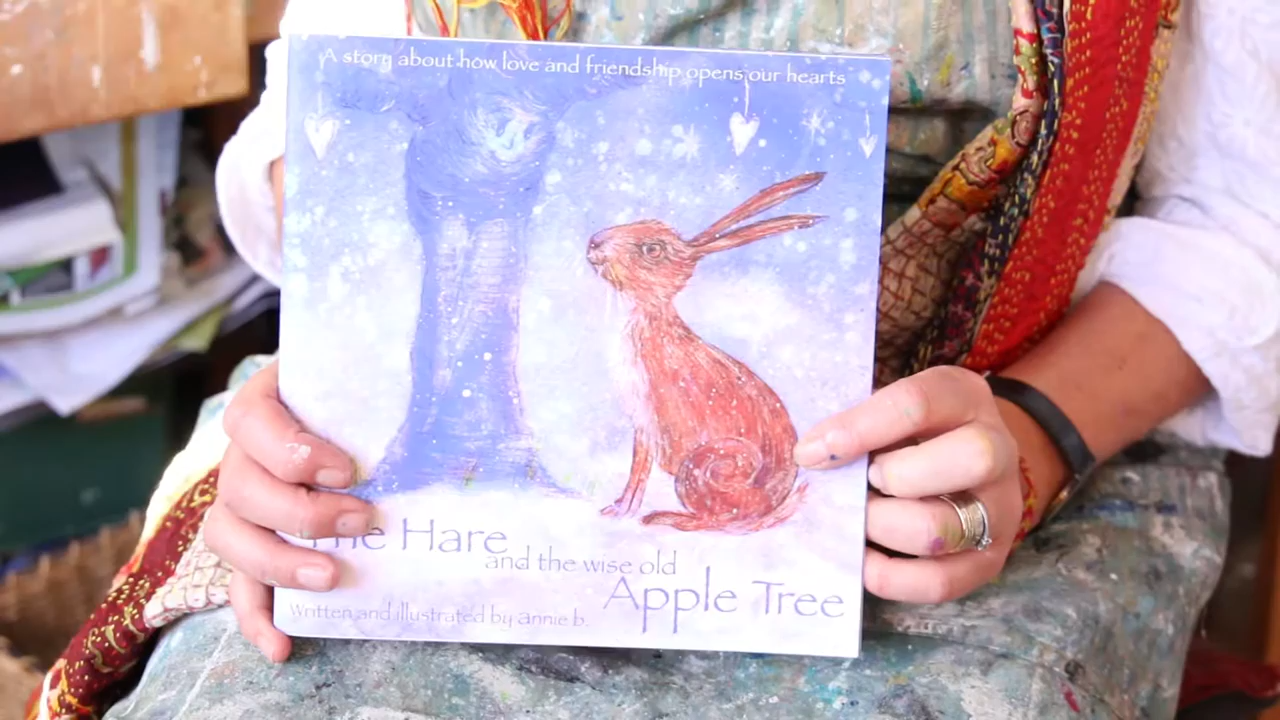 A story about how love and friendship opens our hearts
The Hare
and the wise old
Apple Tree
Written and illustrated by annie b.